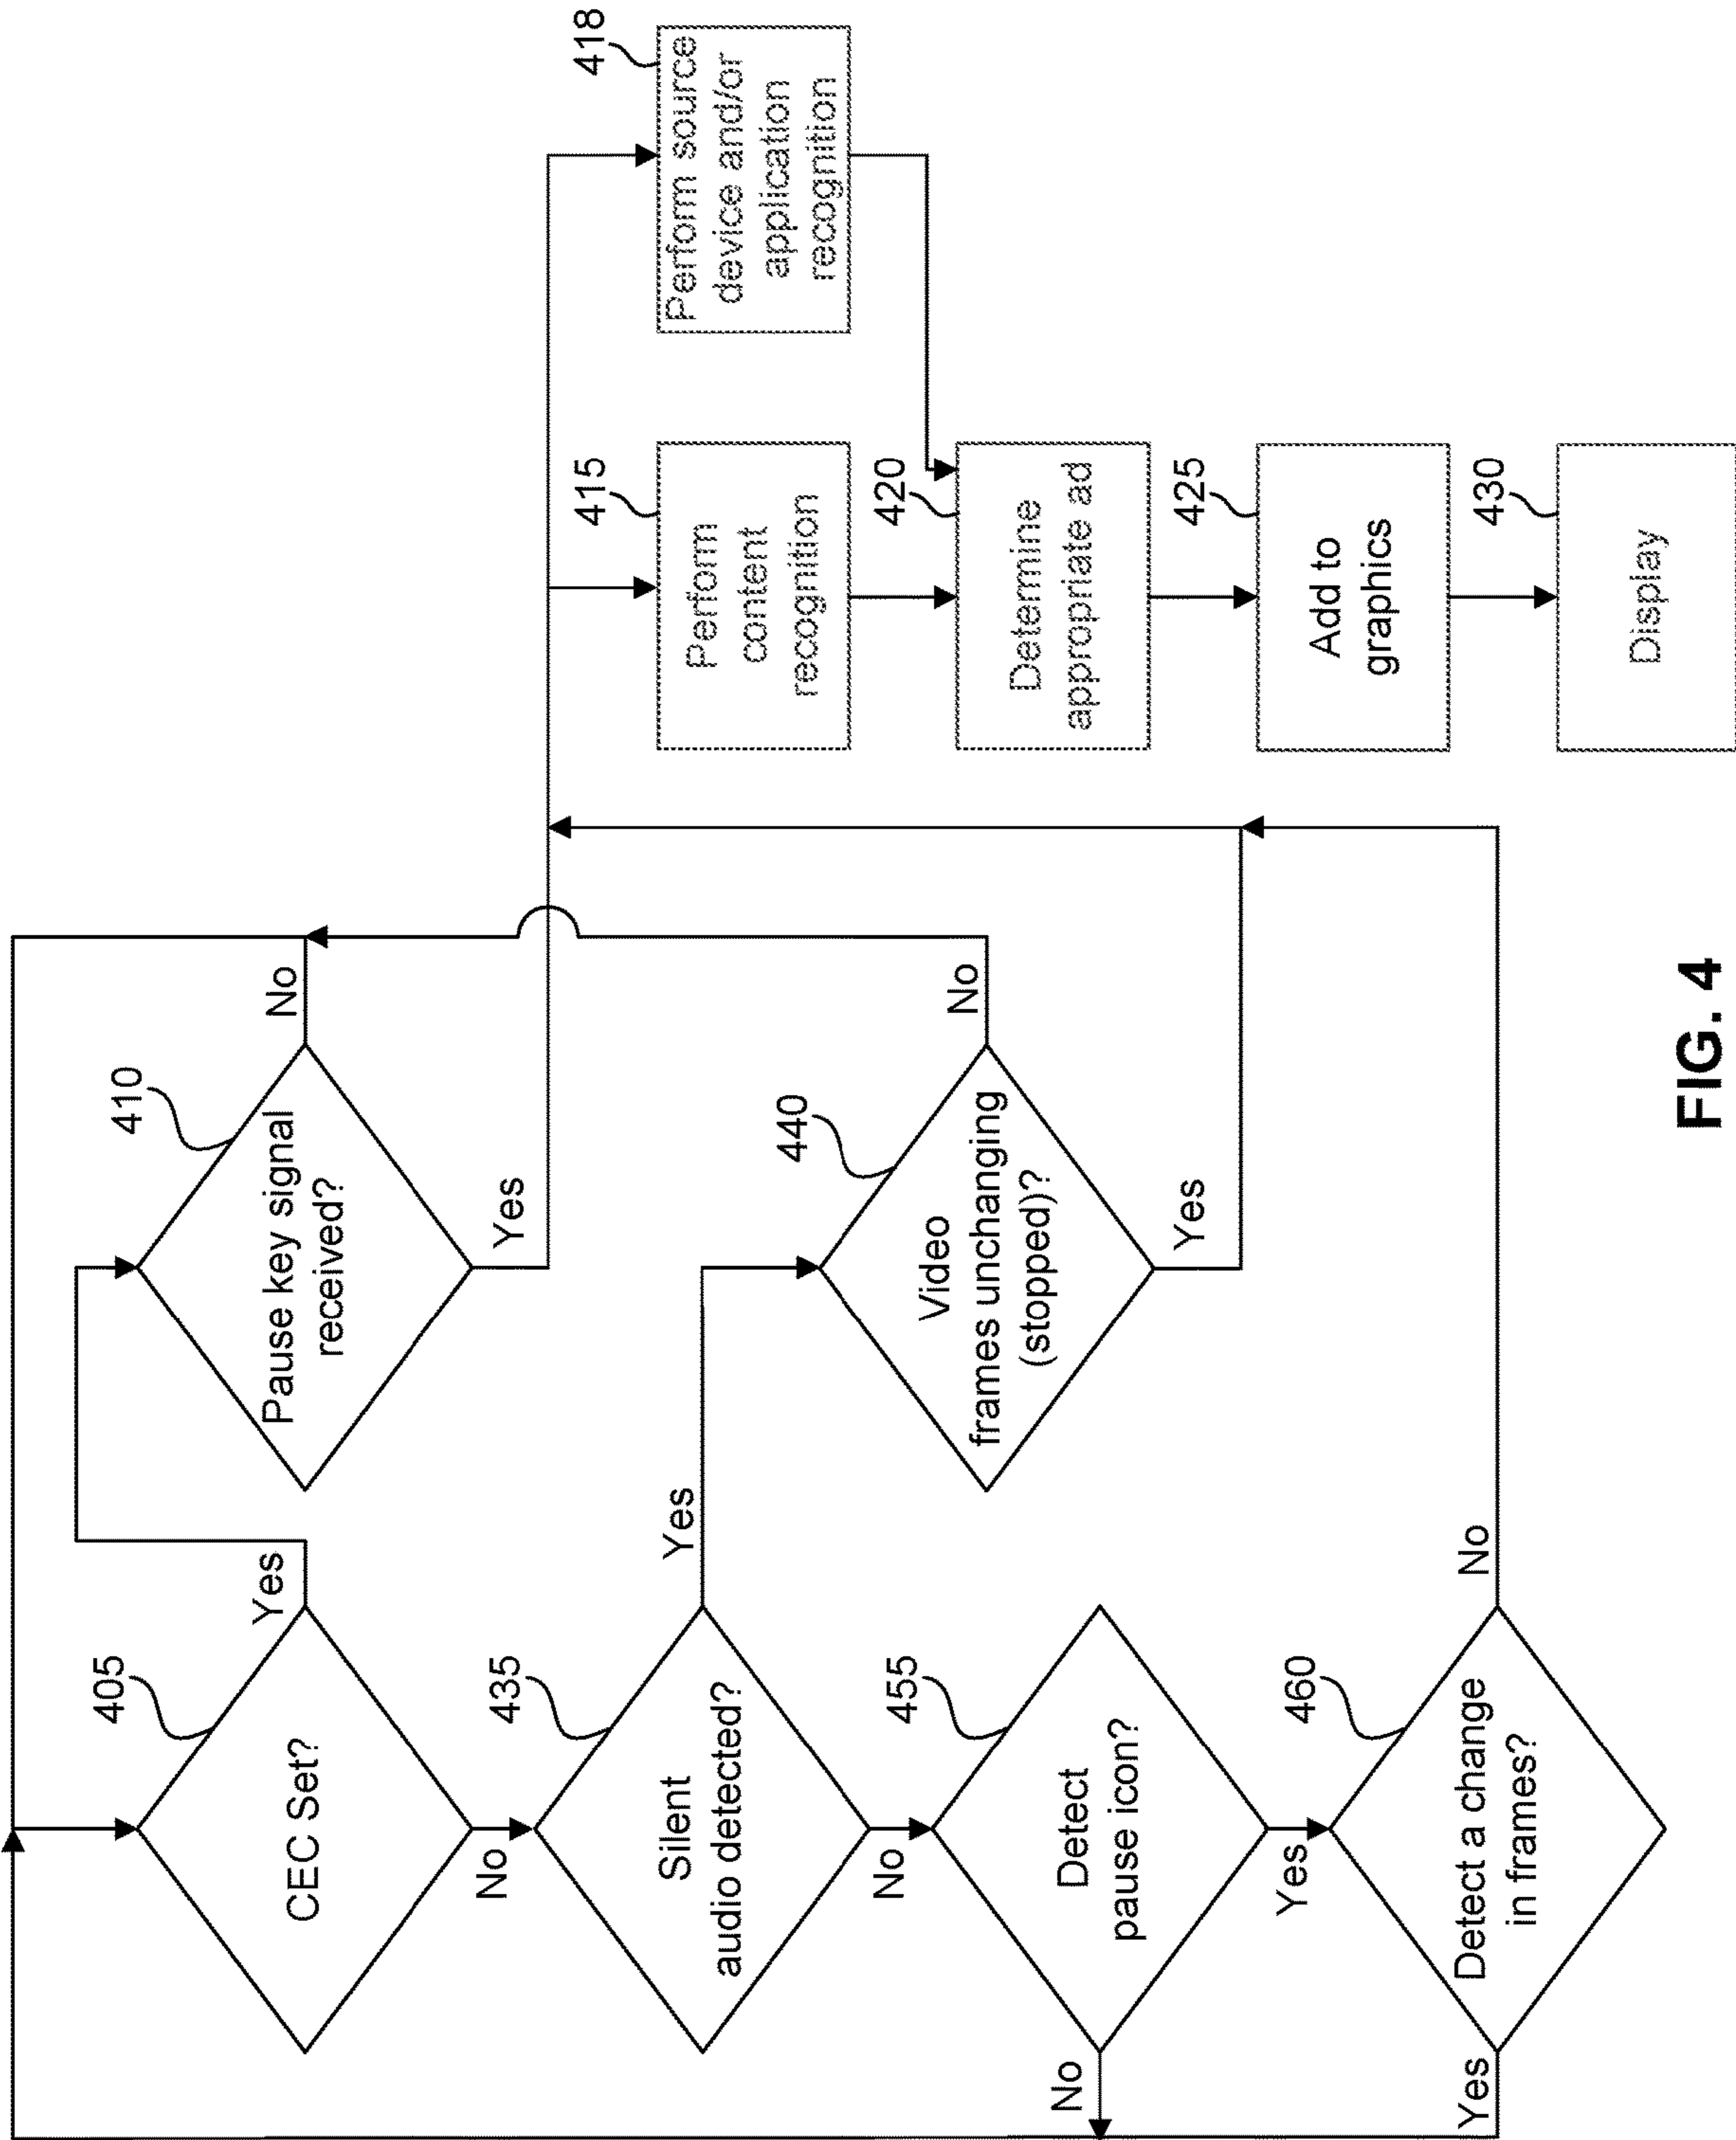 405
CEC Set?
Yes
No
410
Pause key signal
received?
No
Yes
435
Silent
audio detected?
Yes
No
440
Video
frames unchanging
(stopped)?
No
Yes
455
Detect
pause icon?
No
Yes
460
Detect a change
in frames?
No
Yes
415
Perform
content
recognition
418
Perform source
device and/or
application
recognition
420
Determine
appropriate ad
425
Add to
graphics
430
Display
FIG. 4